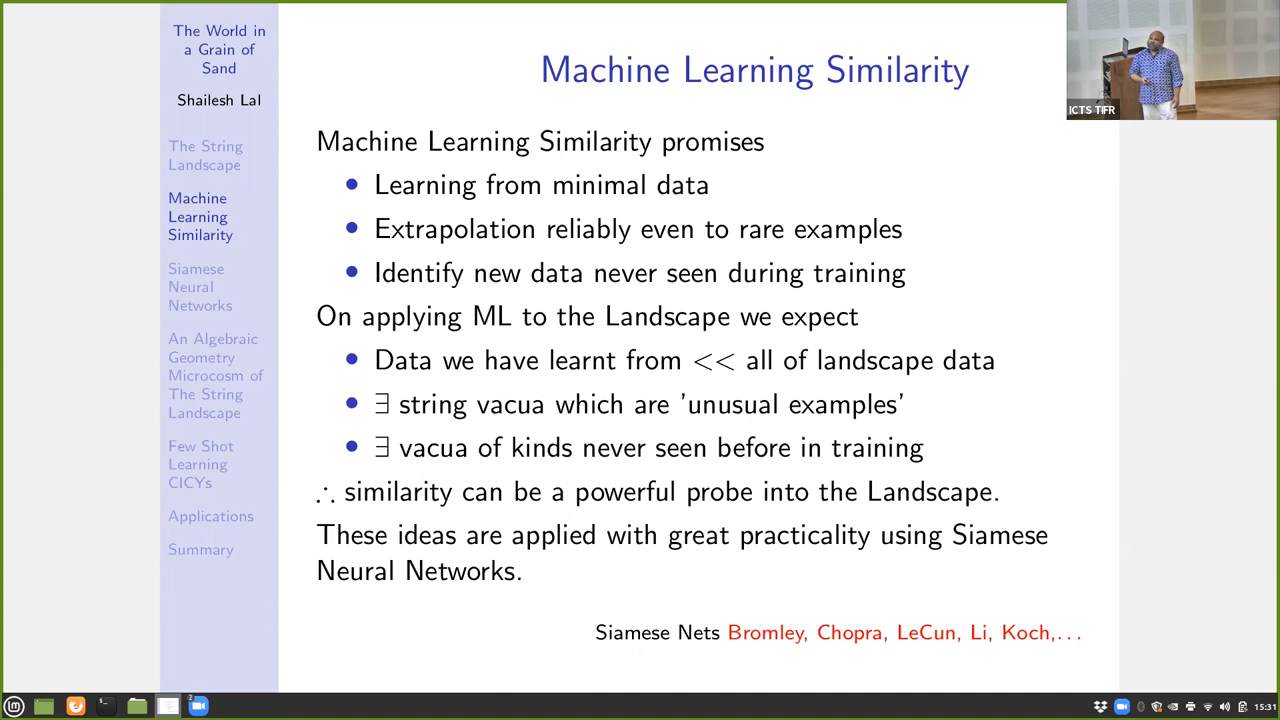 The World in
a Grain of
Sand
Shailesh Lal
The String
Landscape
Machine
Learning
Similarity
Siamese
Neural
Networks
An Algebraic
Geometry
Microcosm of
The String
Landscape
Few Shot
Learning
CICYs
Applications
Summary
Machine Learning Similarity
Machine Learning Similarity promises
• Learning from minimal data
• Extrapolation reliably even to rare examples
• Identify new data never seen during training
On applying ML to the Landscape we expect
• Data we have learnt from << all of landscape data
• ∃ string vacua which are 'unusual examples'
• ∃ vacua of kinds never seen before in training
∴ similarity can be a powerful probe into the Landscape.
These ideas are applied with great practicality using Siamese
Neural Networks.
Siamese Nets Bromley, Chopra, LeCun, Li, Koch,...
ICTS TIFR
2
15:31